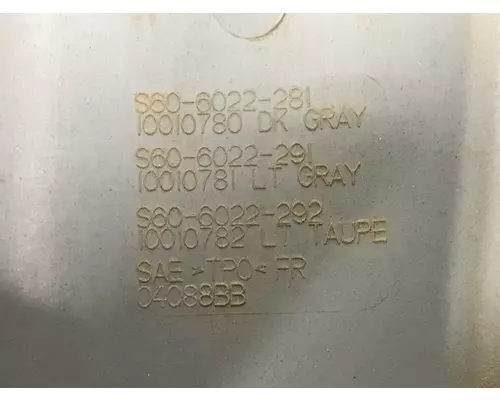 S60-6022-281
10010780 DK GRAY
S60-6022-291
10010781 LT GRAY
S60-6022-292
10010782 LT TAUPE
SAE >TPO< FR
04088BB